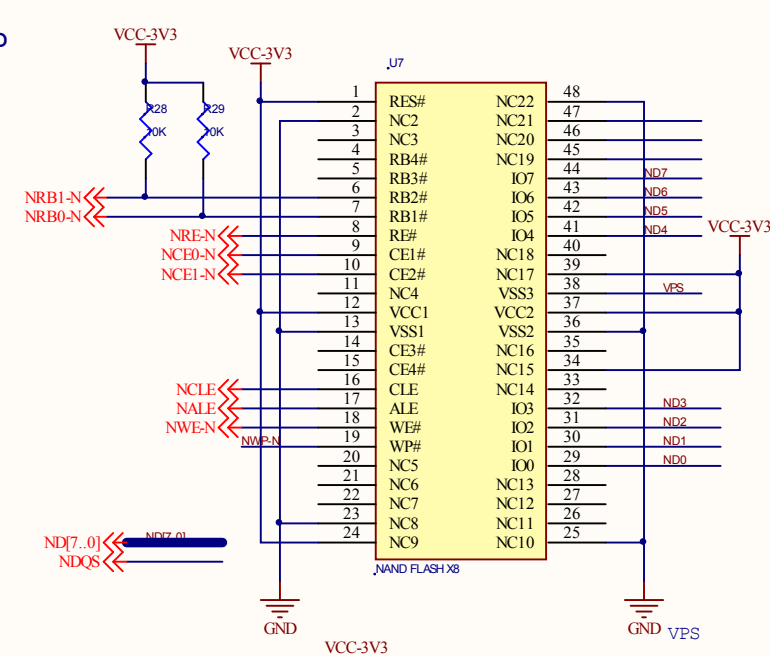 VCC-3V3
VCC-3V3
U7
R28
10K
R29
10K
NRB1-N
NRB0-N
NRE-N
NCE0-N
NCE1-N
NCLE
NALE
NWE-N
NWP-N
ND[7..0]
ND[7..0]
NDQS
1 RES# NC22 48
2 NC2 NC21 47
3 NC3 NC20 46
4 RB4# NC19 45
5 RB3# IO7 44 ND7
6 RB2# IO6 43 ND6
7 RB1# IO5 42 ND5
8 RE# IO4 41 ND4
9 CE1# NC18 40
10 CE2# NC17 39
11 NC4 VSS3 38 VPS
12 VCC1 VCC2 37
13 VSS1 VSS2 36
14 CE3# NC16 35
15 CE4# NC15 34
16 CLE NC14 33
17 ALE IO3 32 ND3
18 WE# IO2 31 ND2
19 WP# IO1 30 ND1
20 NC5 IO0 29 ND0
21 NC6 NC13 28
22 NC7 NC12 27
23 NC8 NC11 26
24 NC9 NC10 25
VCC-3V3
NAND FLASH X8
GND
GND
VPS
VCC-3V3